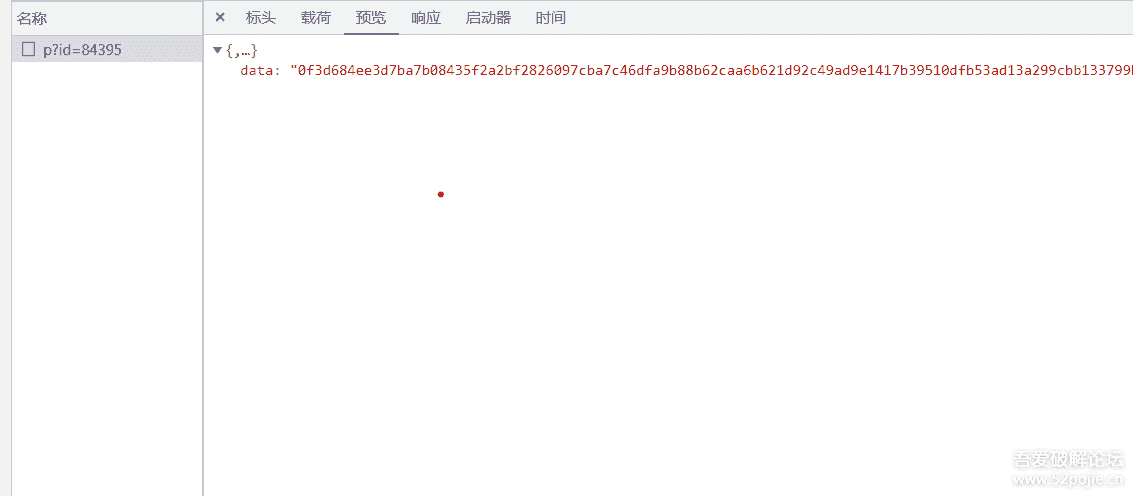 名称
× 标头 载荷 预览 响应 启动器 时间
p?id=84395
▼{,…}
data: "0f3d684ee3d7ba7b08435f2a2bf2826097cba7c46dfa9b88b62caa6b621d92c49ad9e1417b39510dfb53ad13a299cbb133799
吾爱破解论坛
www.52pojie.cn